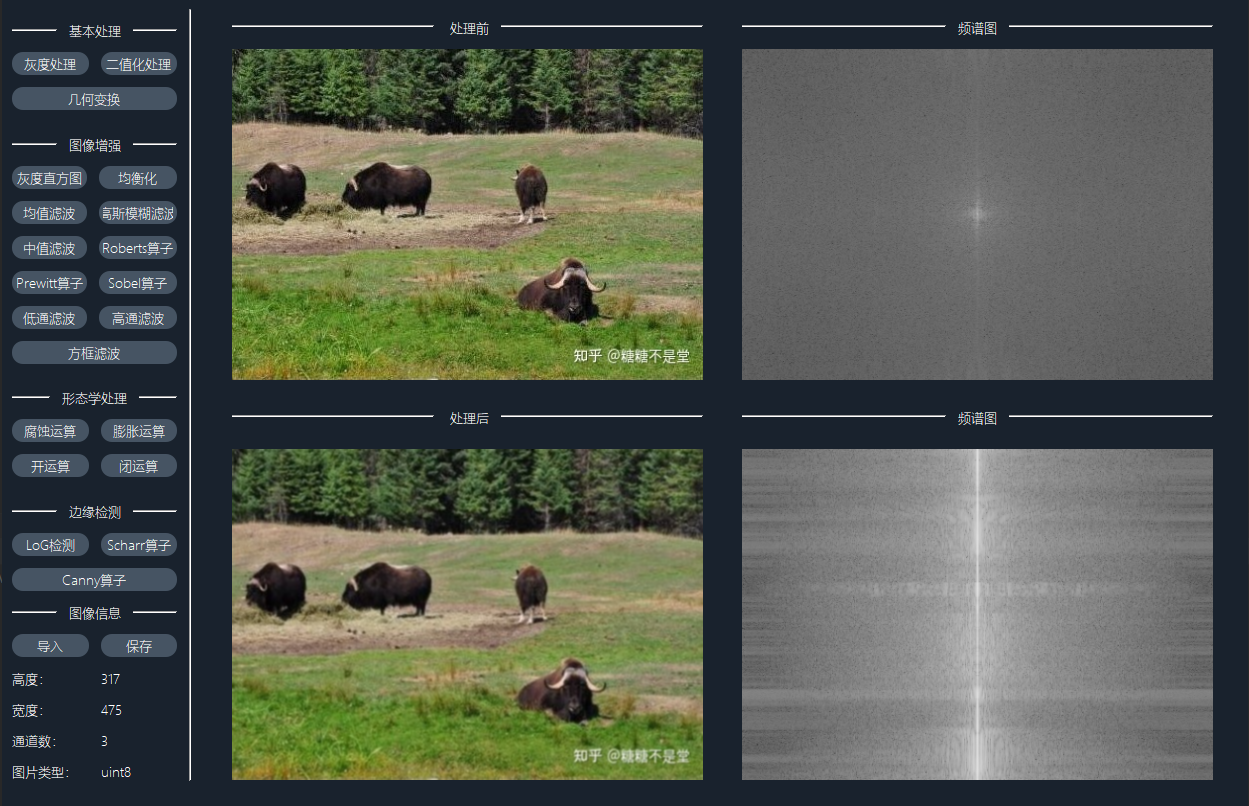 基本处理
灰度处理 二值化处理
几何变换
图像增强
灰度直方图 均衡化
均值滤波 高斯模糊滤波
中值滤波 Roberts算子
Prewitt算子 Sobel算子
低通滤波 高通滤波
方框滤波
形态学处理
腐蚀运算 膨胀运算
开运算 闭运算
边缘检测
LoG检测 Scharr算子
Canny算子
图像信息
导入 保存
高度： 317
宽度： 475
通道数： 3
图片类型： uint8
处理前
知乎 @糖糖不是堂
频谱图
处理后
知乎 @糖糖不是堂
频谱图